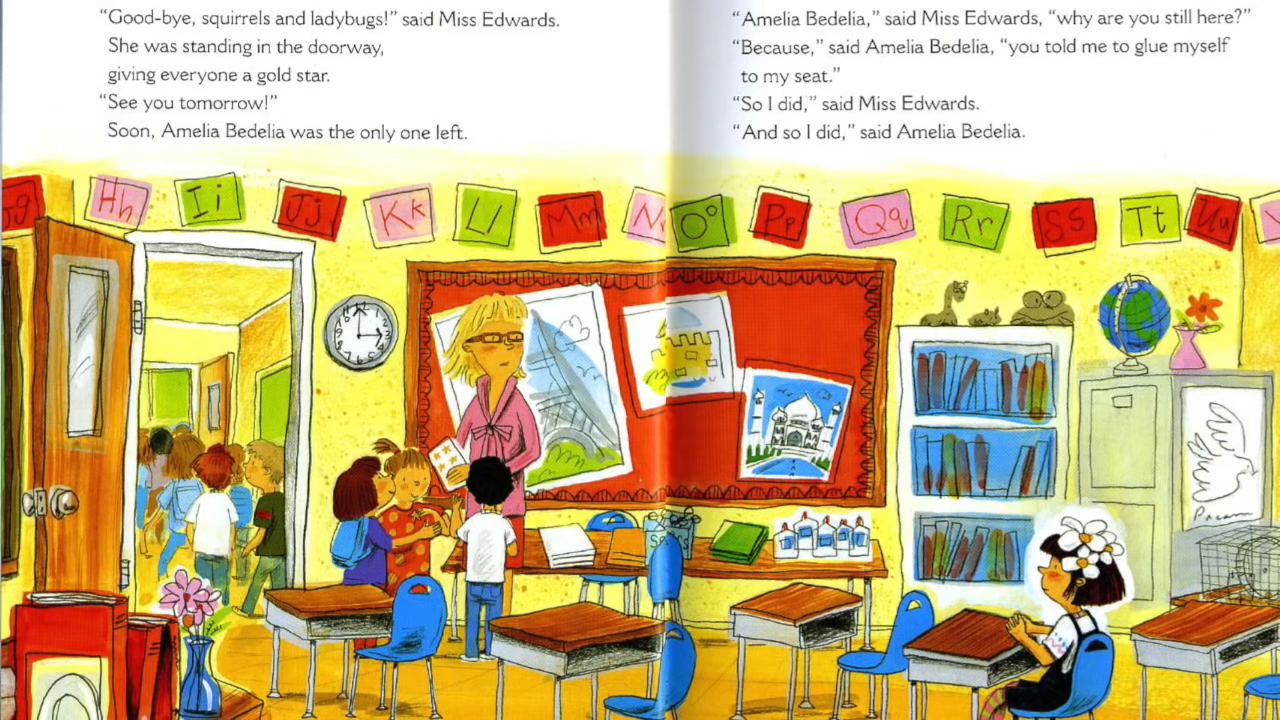 “Good-bye, squirrels and ladybugs!” said Miss Edwards.
She was standing in the doorway,
giving everyone a gold star.
“See you tomorrow!”
Soon, Amelia Bedelia was the only one left.
“Amelia Bedelia,” said Miss Edwards, “why are you still here?”
“Because,” said Amelia Bedelia, “you told me to glue myself
to my seat.”
“So I did,” said Miss Edwards.
“And so I did,” said Amelia Bedelia.
Hh Ii Jj Kk Ll Mm N Oo Pp Qq Rr Ss Tt Uu